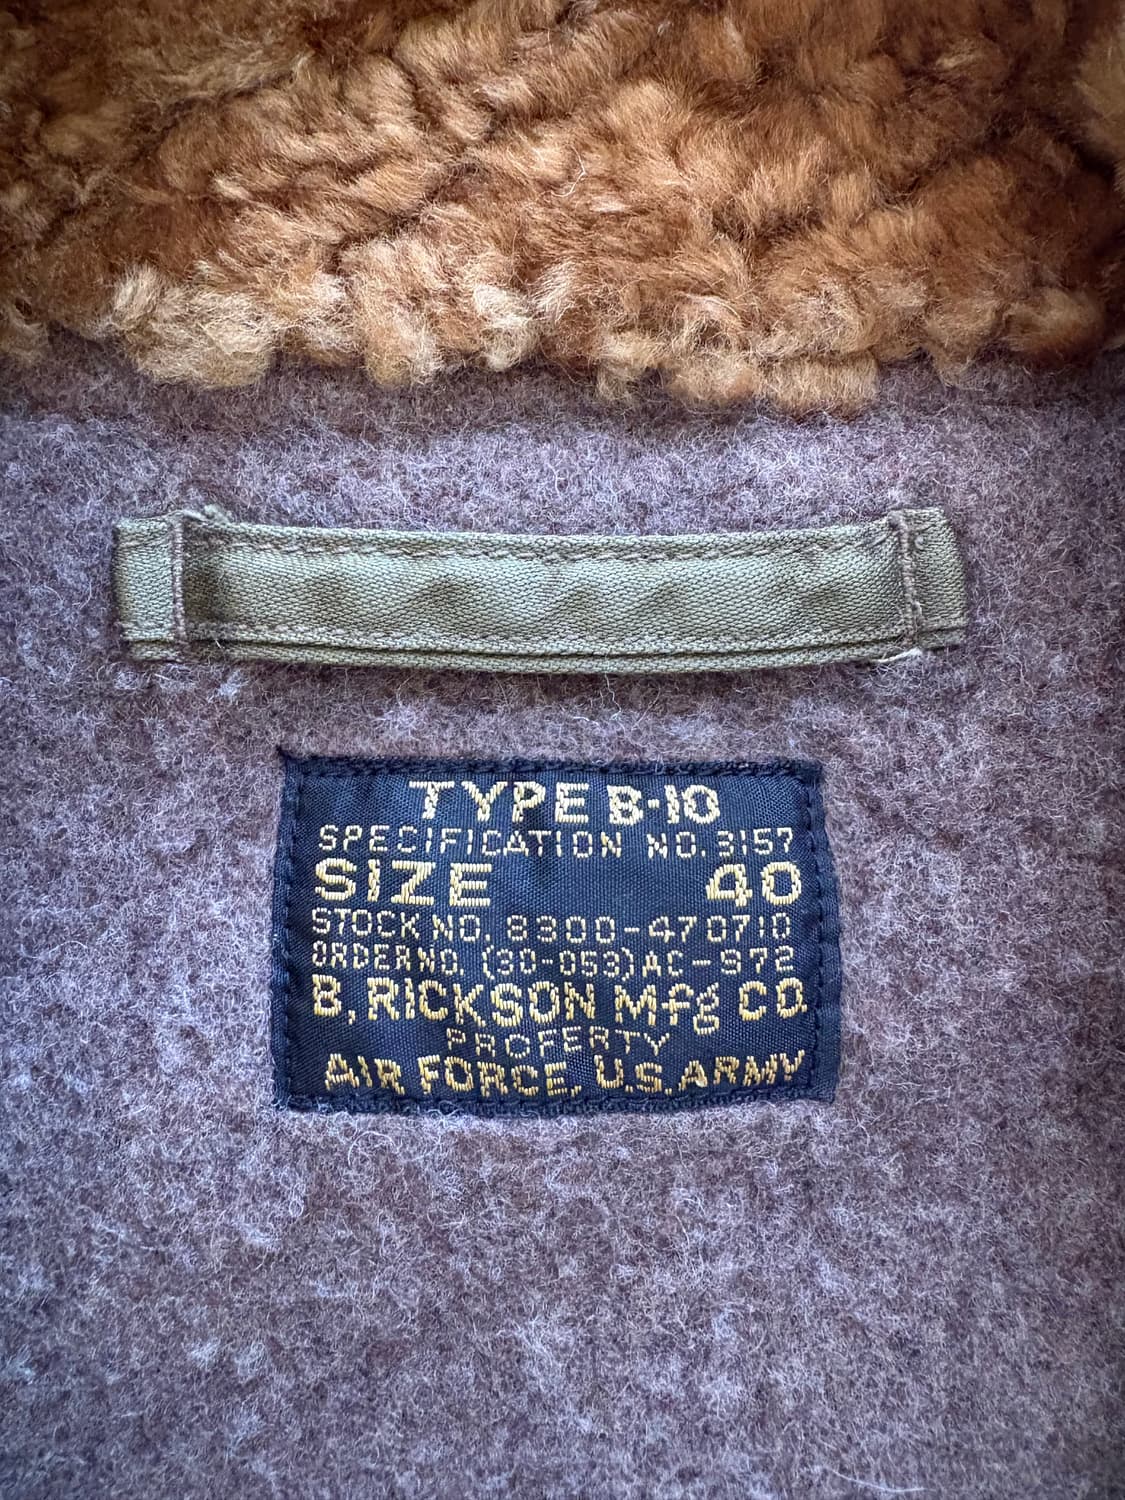 TYPE B-10
SPECIFICATION NO. 3157
SIZE 40
STOCK NO. 8300-470710
ORDER NO. (30-053) AC-972
B, RICKSON Mfg CO.
PROFERTY
AIR FORCE, U.S. ARMY